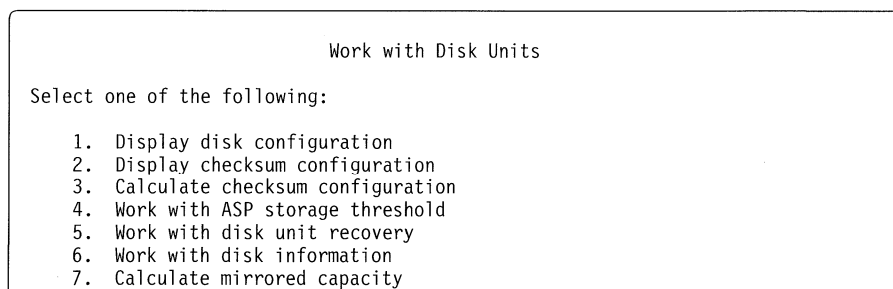 Work with Disk Units
Select one of the following:
1. Display disk configuration
2. Display checksum configuration
3. Calculate checksum configuration
4. Work with ASP storage threshold
5. Work with disk unit recovery
6. Work with disk information
7. Calculate mirrored capacity